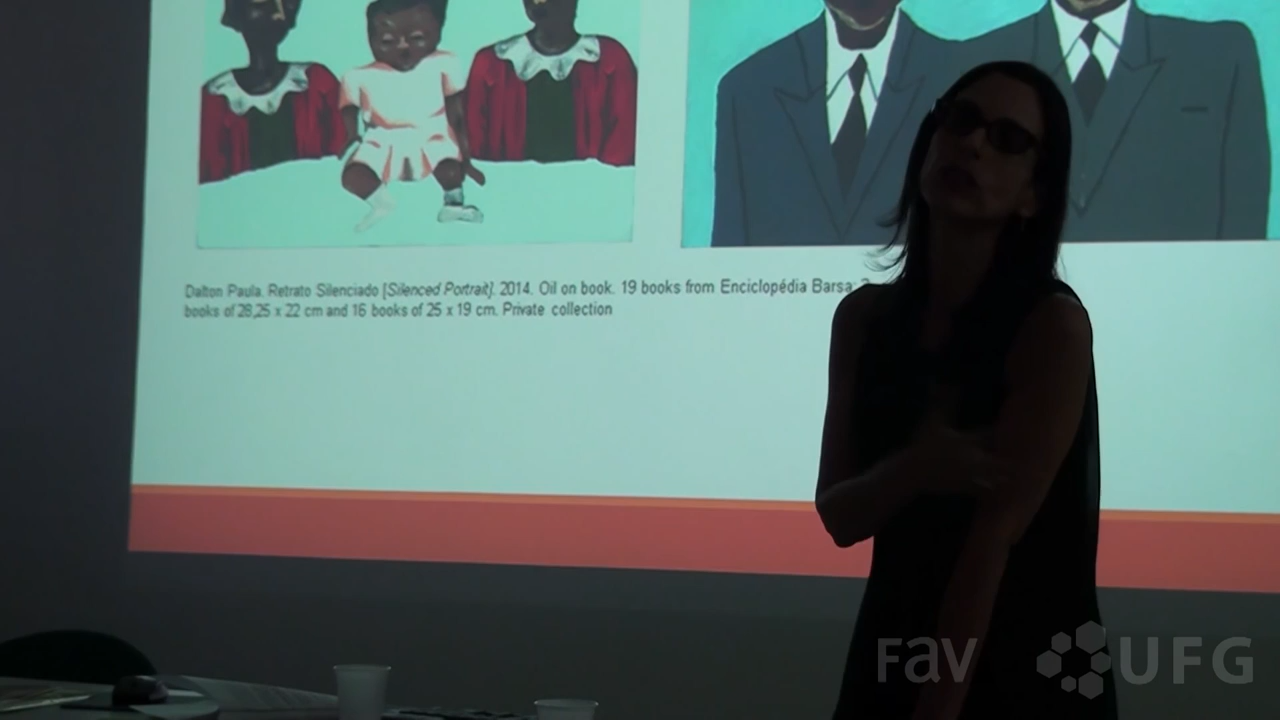 Dalton Paula. Retrato Silenciado [Silenced Portrait]. 2014. Oil on book. 19 books from Enciclopédia Barsa:
books of 28,25 x 22 cm and 16 books of 25 x 19 cm. Private collection
FAV UFG